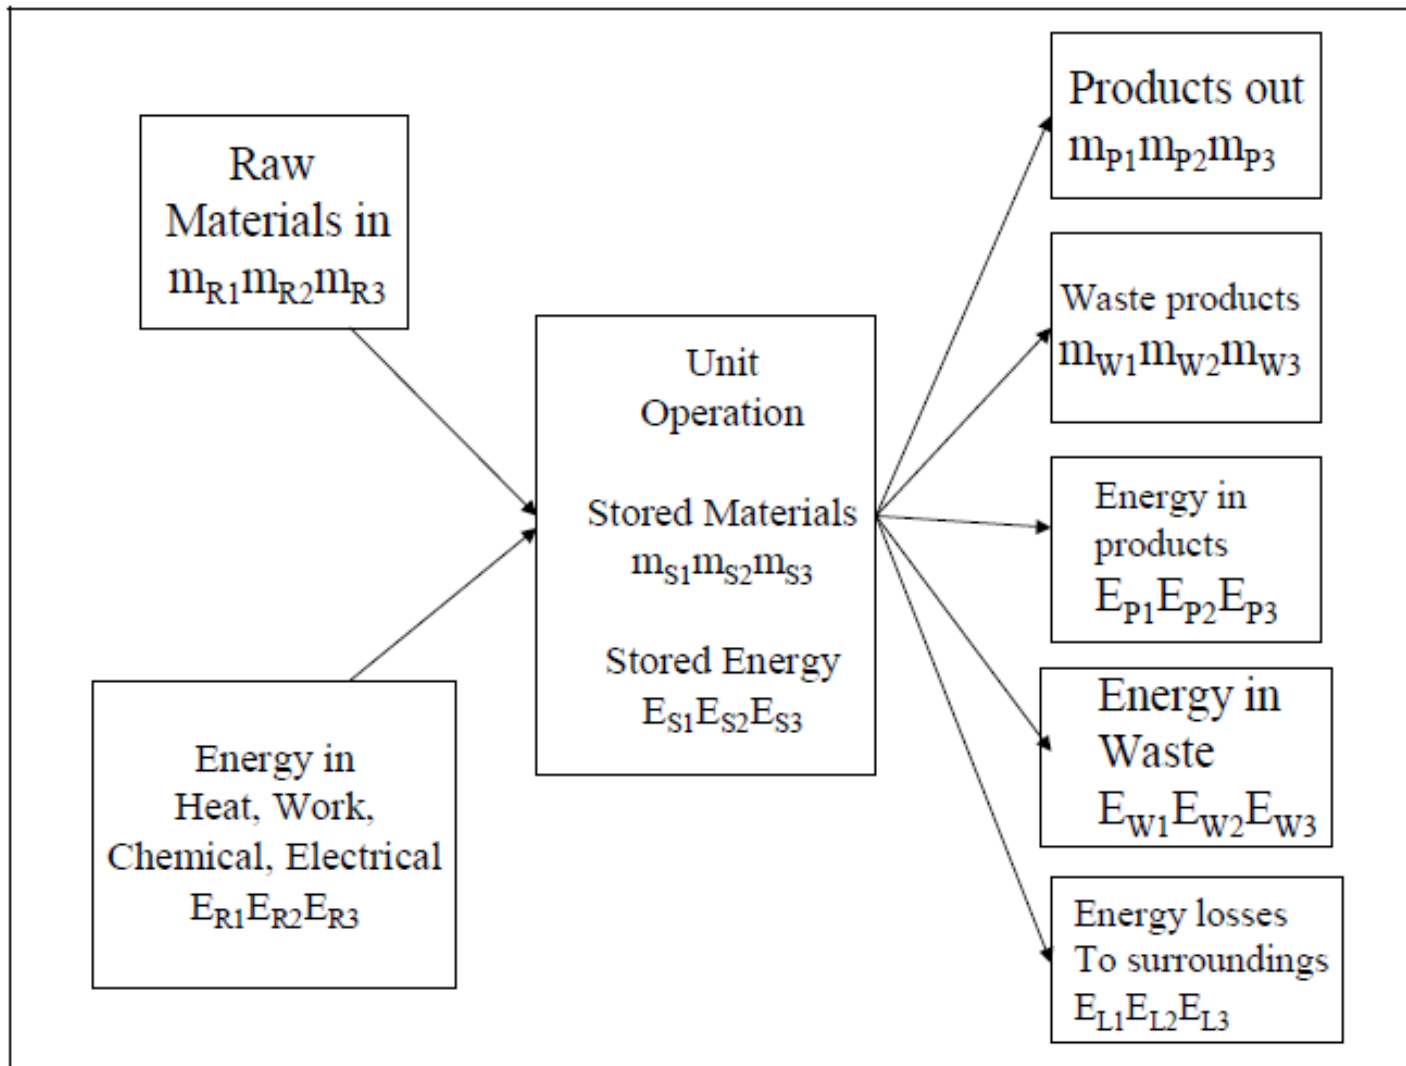 Raw
Materials in
mR1mR2mR3
Energy in
Heat, Work,
Chemical, Electrical
ER1ER2ER3
Unit
Operation
Stored Materials
mS1mS2mS3
Stored Energy
ES1ES2ES3
Products out
mP1mP2mP3
Waste products
mW1mW2mW3
Energy in
products
EP1EP2EP3
Energy in
Waste
EW1EW2EW3
Energy losses
To surroundings
EL1EL2EL3